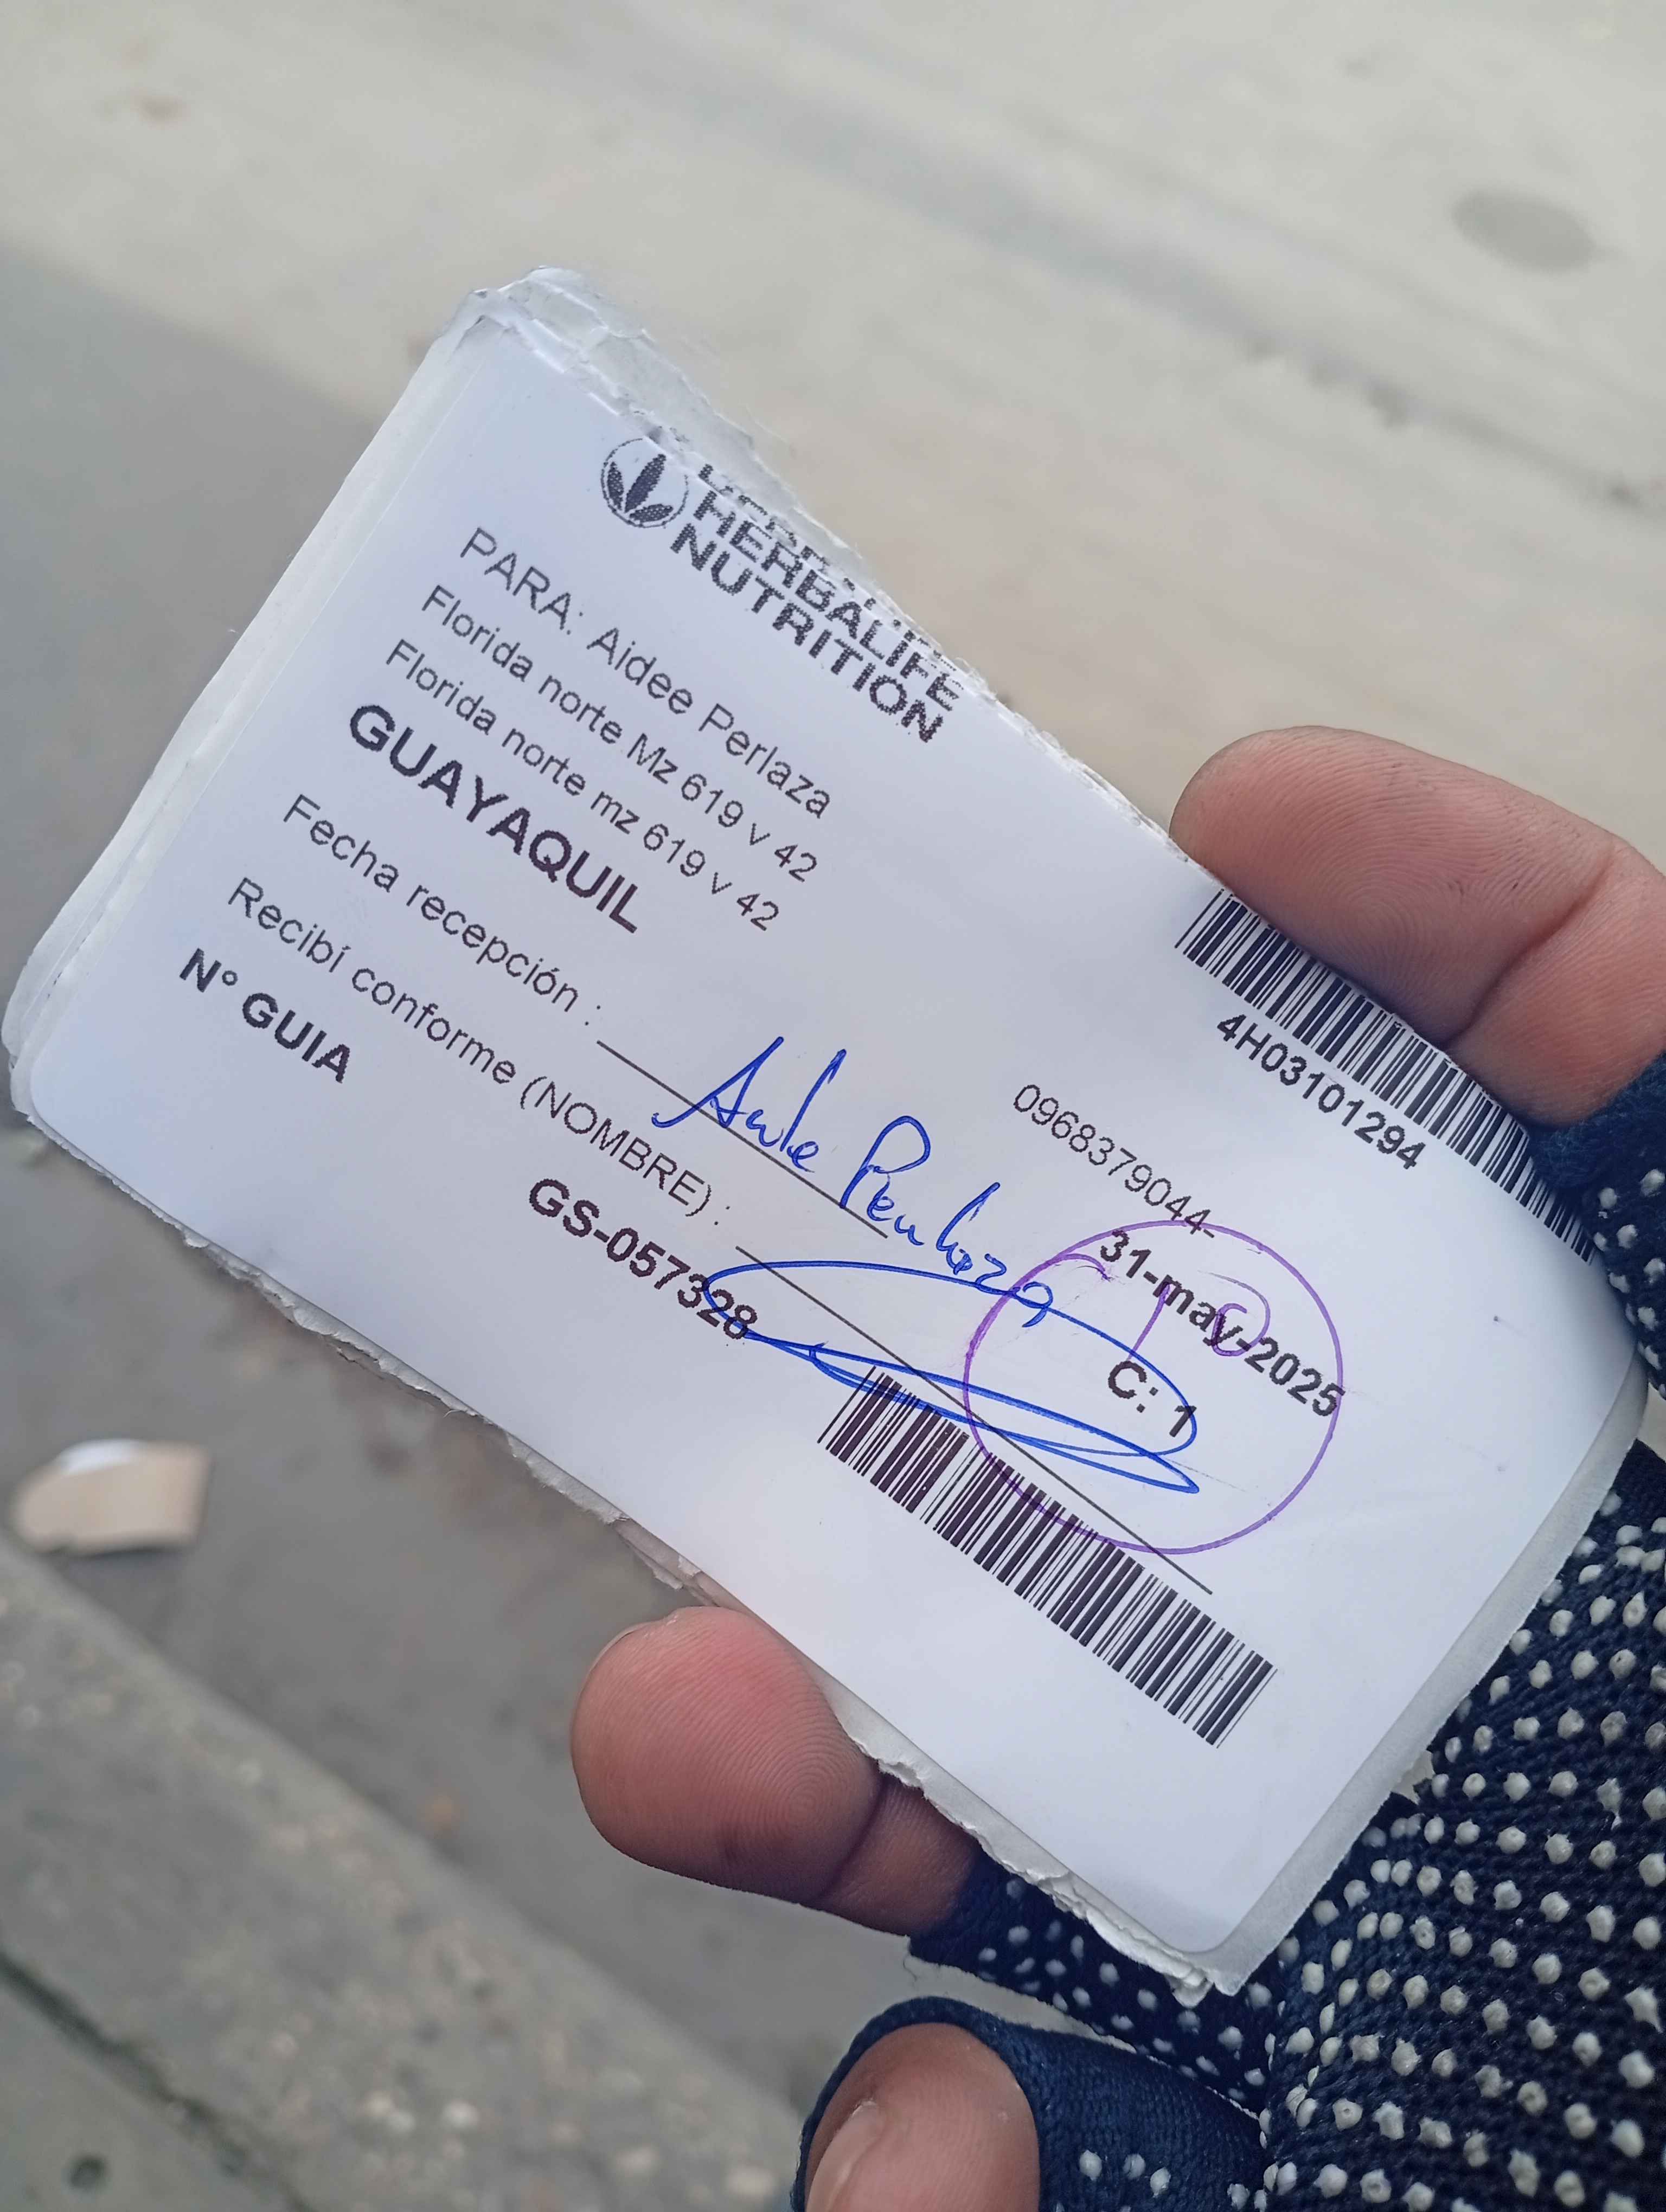 HERBALIFE
NUTRITION
4H03101294
PARA: Aidee Perlaza
Florida norte Mz 619 v 42
Florida norte mz 619 v 42
GUAYAQUIL
0968379044-
31-may-2025
C: 1
Fecha recepción :
Recibí conforme (NOMBRE) :
N° GUIA
GS-057328